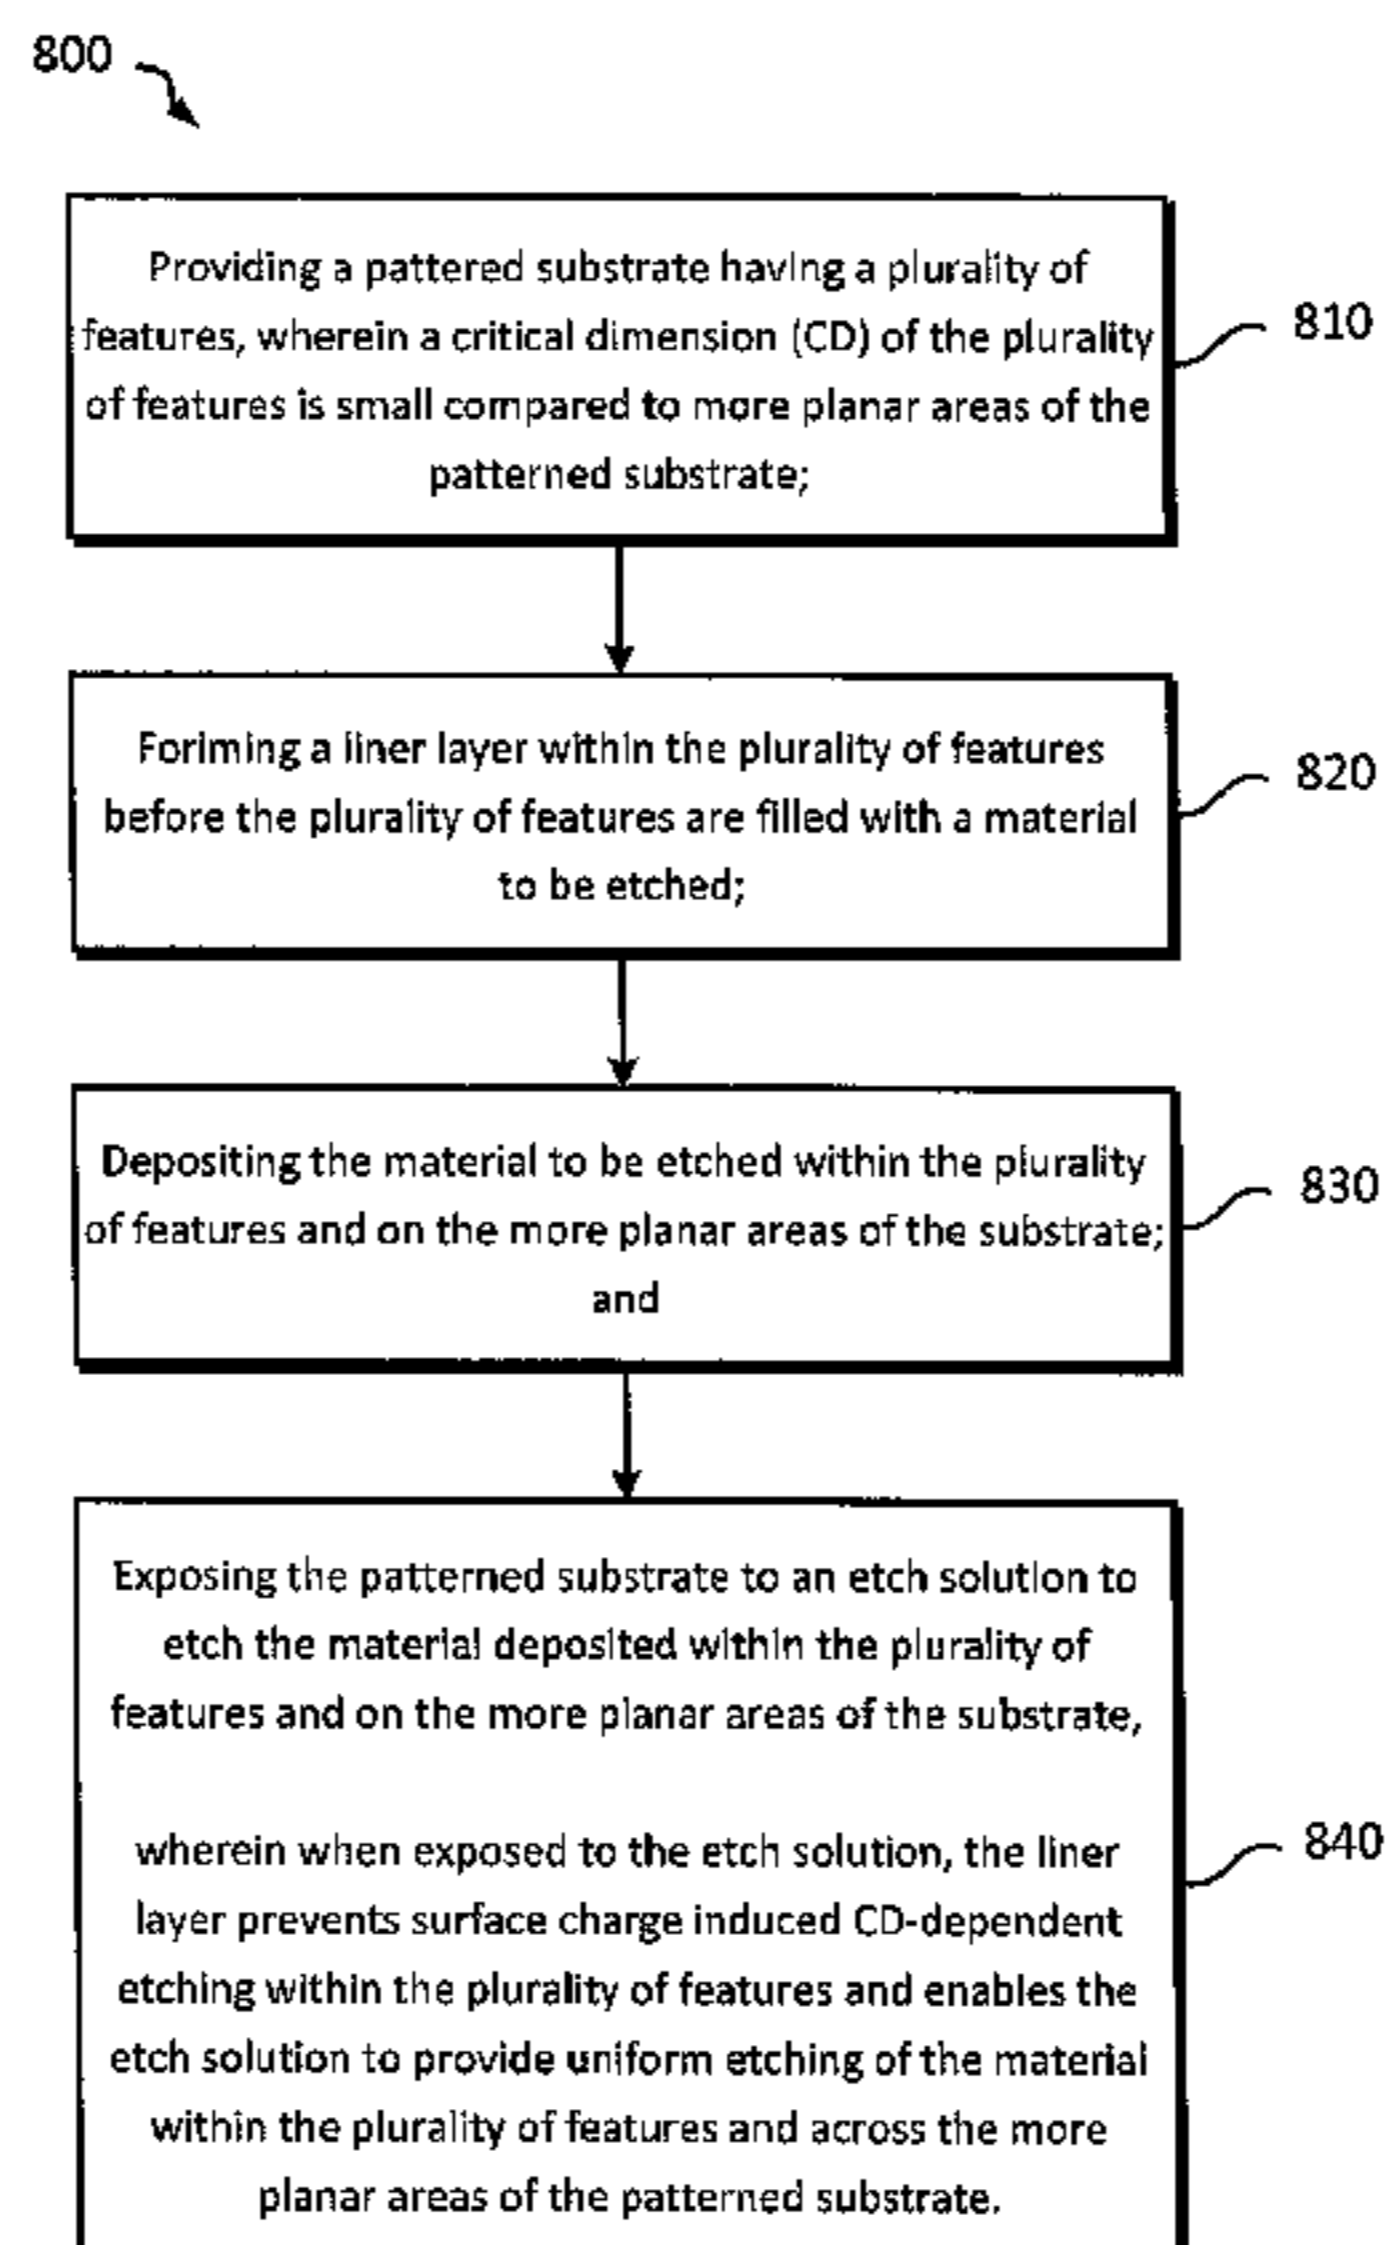 800
Providing a pattered substrate having a plurality of
features, wherein a critical dimension (CD) of the plurality
of features is small compared to more planar areas of the
patterned substrate;
810
Foriming a liner layer within the plurality of features
before the plurality of features are filled with a material
to be etched;
820
Depositing the material to be etched within the plurality
of features and on the more planar areas of the substrate;
and
830
Exposing the patterned substrate to an etch solution to
etch the material deposited within the plurality of
features and on the more planar areas of the substrate,
wherein when exposed to the etch solution, the liner
layer prevents surface charge induced CD-dependent
etching within the plurality of features and enables the
etch solution to provide uniform etching of the material
within the plurality of features and across the more
planar areas of the patterned substrate.
840